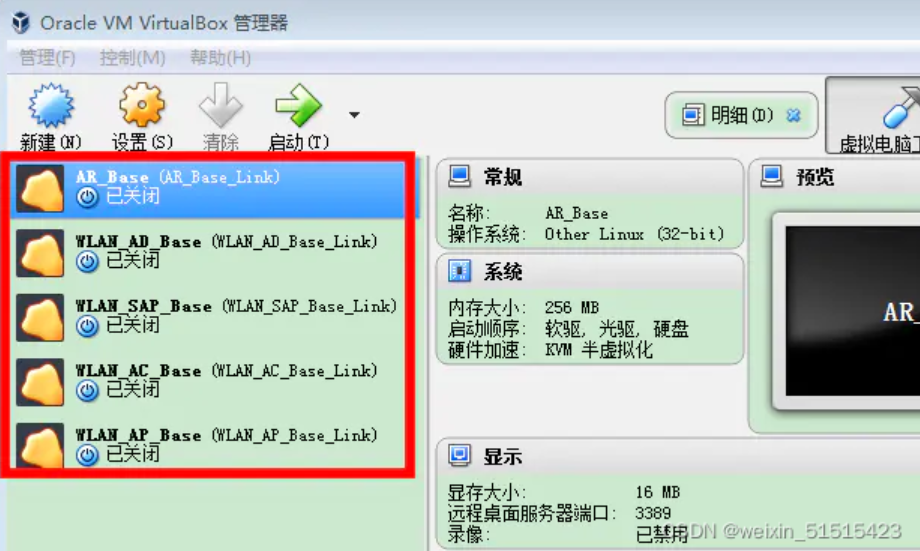 Oracle VM VirtualBox 管理器
管理(F) 控制(M) 帮助(H)
新建(N) 设置(S) 清除 启动(T) 明细(D)
AR_Base (AR_Base_Link)
已关闭
WLAN_AD_Base (WLAN_AD_Base_Link)
已关闭
WLAN_SAP_Base (WLAN_SAP_Base_Link)
已关闭
WLAN_AC_Base (WLAN_AC_Base_Link)
已关闭
WLAN_AP_Base (WLAN_AP_Base_Link)
已关闭
常规
名称: AR_Base
操作系统: Other Linux (32-bit)
系统
内存大小: 256 MB
启动顺序: 软驱, 光驱, 硬盘
硬件加速: KVM 半虚拟化
显示
显存大小: 16 MB
远程桌面服务器端口: 3389
录像: 已禁用
虚拟电脑工
预览
AR_
CSDN @weixin_51515423